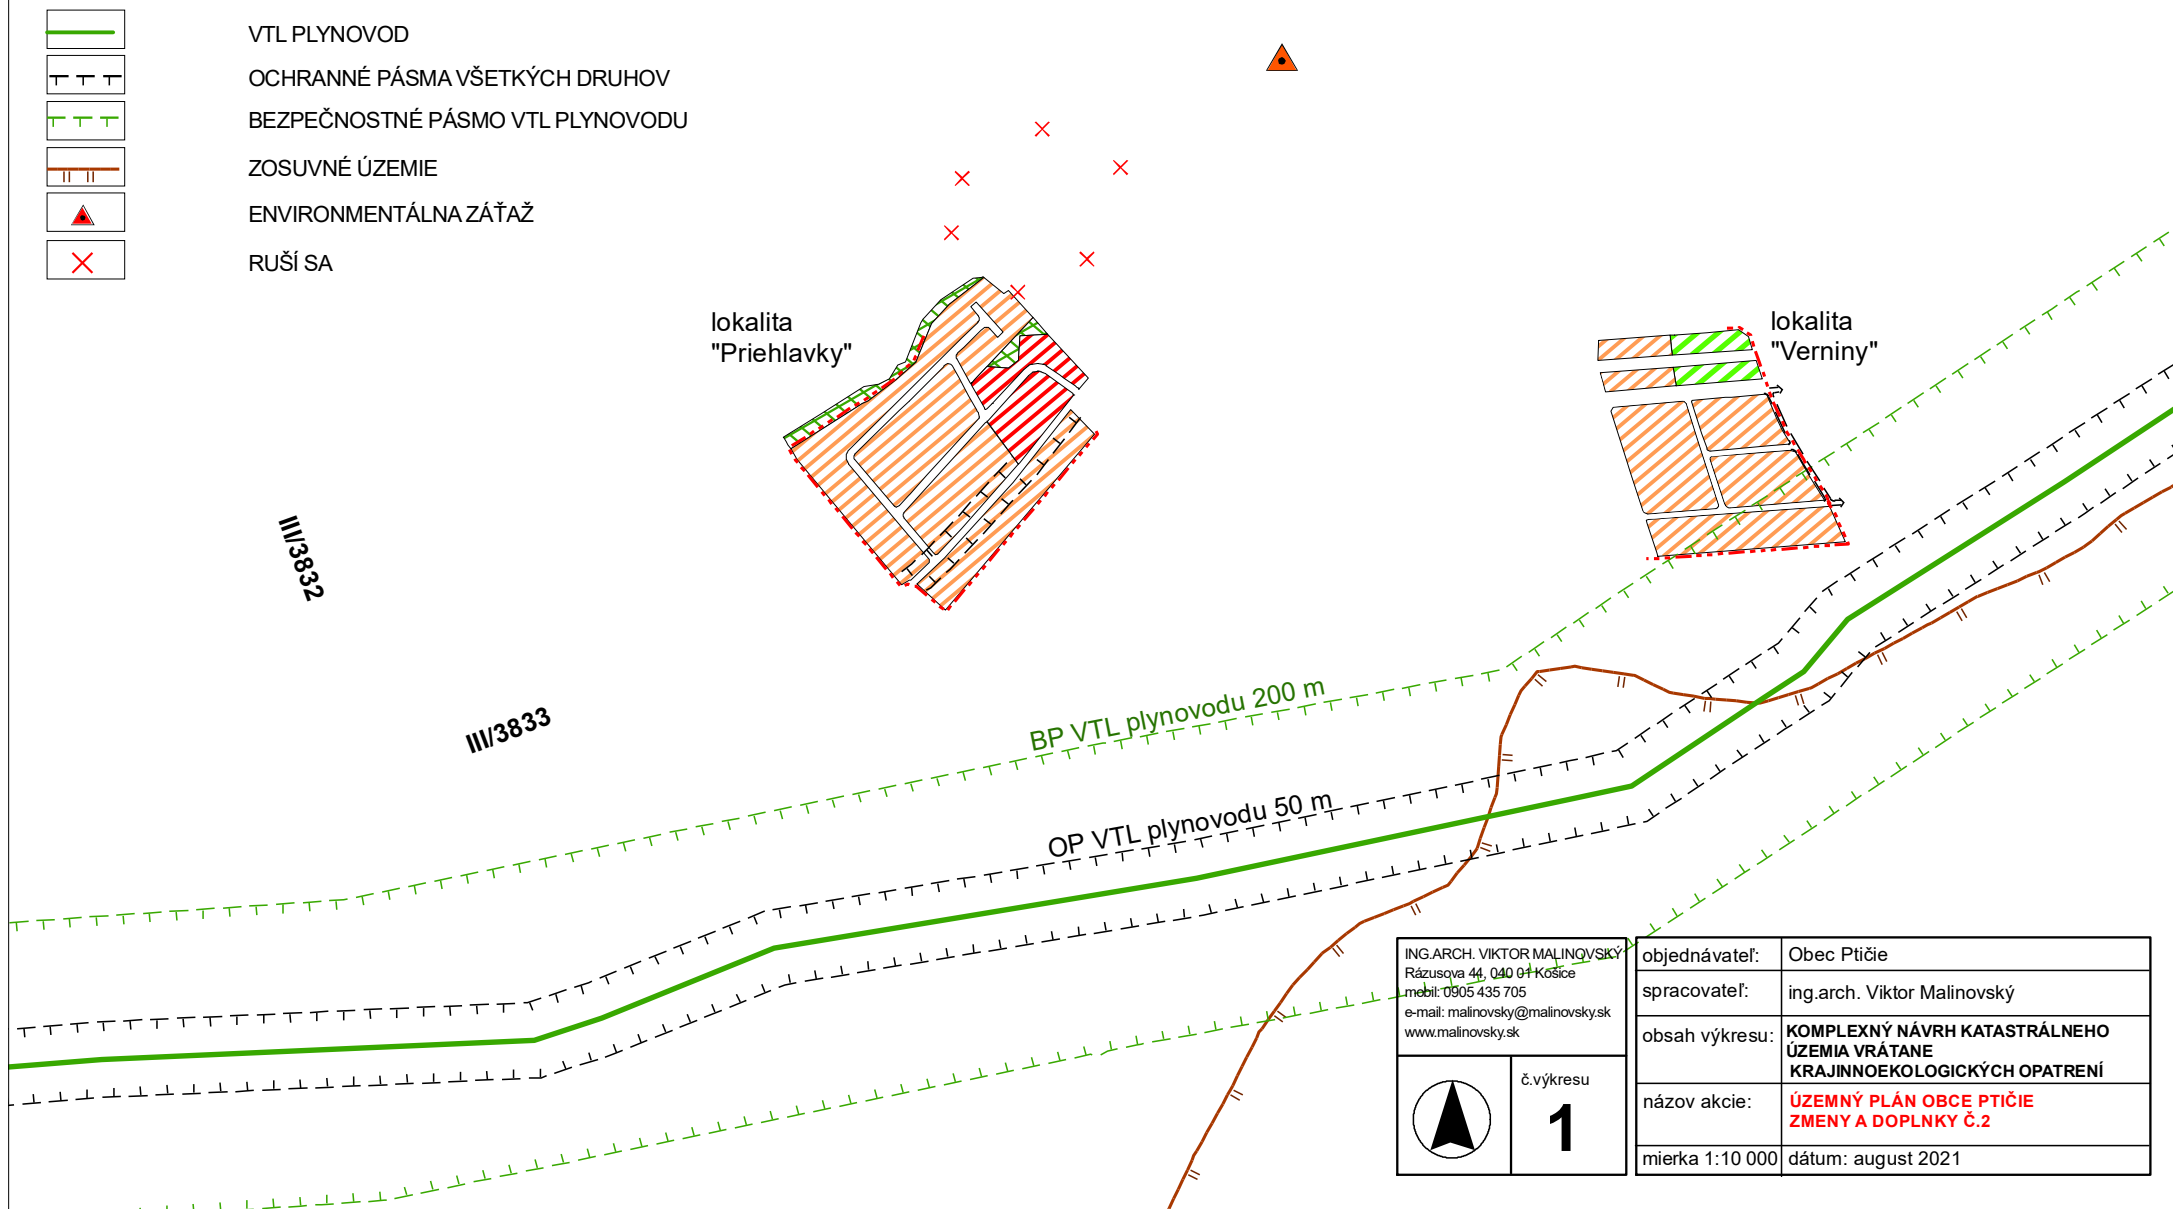 VTL PLYNOVOD
OCHRANNÉ PÁSMA VŠETKÝCH DRUHOV
BEZPEČNOSTNÉ PÁSMO VTL PLYNOVODU
ZOSUVNÉ ÚZEMIE
ENVIRONMENTÁLNA ZÁŤAŽ
RUŠÍ SA
lokalita
"Priehlavky"
lokalita
"Verniny"
III/3832
III/3833
BP VTL plynovodu 200 m
OP VTL plynovodu 50 m
ING.ARCH. VIKTOR MALINOVSKÝ
Rázusova 44, 040 01 Košice
mobil: 0905 435 705
e-mail: malinovsky@malinovsky.sk
www.malinovsky.sk
č.výkresu
1
objednávateľ: Obec Ptičie
spracovateľ: ing.arch. Viktor Malinovský
obsah výkresu: KOMPLEXNÝ NÁVRH KATASTRÁLNEHO
ÚZEMIA VRÁTANE
KRAJINNOEKOLOGICKÝCH OPATRENÍ
názov akcie: ÚZEMNÝ PLÁN OBCE PTIČIE
ZMENY A DOPLNKY Č.2
mierka 1:10 000 dátum: august 2021